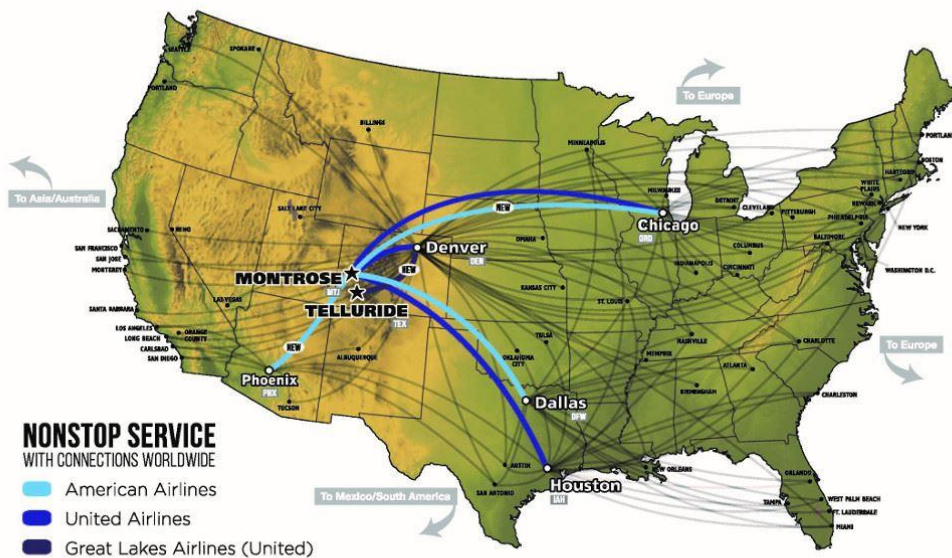 SEATTLE
SPOKANE
PORTLAND
BILLINGS
MINNEAPOLIS
To Europe
PORTLAND
BOSTON
HARTFORD
WHITE
PLAINS
NEWARK
NEW YORK
MILWAUKEE
DETROIT
CLEVELAND
PITTSBURGH
PHILADELPHIA
BALTIMORE
WASHINGTON D.C.
To Asia/Australia
SALT LAKE CITY
SACRAMENTO
RENO
SAN FRANCISCO
SAN JOSE
MONTEREY
NEW
Chicago
ORD
OMAHA
Denver
DEN
NEW
COLUMBUS
INDIANAPOLIS
CINCINNATI
MONTROSE
MTJ
TELLURIDE
TEX
KANSAS CITY
ST. LOUIS
LAS VEGAS
SANTA BARBARA
LOS ANGELES
LONG BEACH
CARLSBAD
SAN DIEGO
ORANGE
COUNTY
NEW
ALBUQUERQUE
TULSA
OKLAHOMA
CITY
NASHVILLE
MEMPHIS
CHARLOTTE
To Europe
ATLANTA
BIRMINGHAM
CHARLESTON
Phoenix
PHX
TUCSON
Dallas
DFW
AUSTIN
SAN ANTONIO
Houston
IAH
NEW ORLEANS
ORLANDO
TAMPA
WEST PALM BEACH
FT. LAUDERDALE
MIAMI
To Mexico/South America
NONSTOP SERVICE
WITH CONNECTIONS WORLDWIDE
American Airlines
United Airlines
Great Lakes Airlines (United)